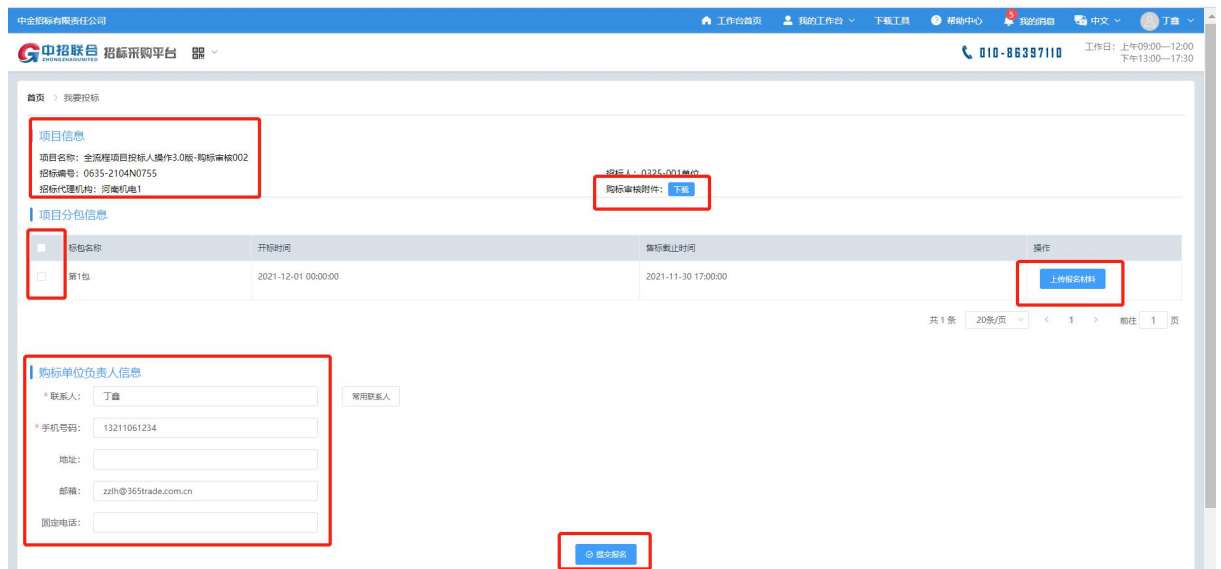 中金招标有限责任公司 工作台首页 我的工作台 下载工具 帮助中心 5 我的消息 中文 丁鑫
中招联合 招标采购平台 010-86397110 工作日：上午09:00—12:00
ZHONGZHAOUNITED 下午13:00—17:30
首页 > 我要投标
项目信息
项目名称：全流程项目投标人操作3.0版-购标审核002
招标编号：0635-2104N0755 招标人：0325-001单位
招标代理机构：河南机电1 购标审核附件：下载
项目分包信息
标包名称 开标时间 售标截止时间 操作
第1包 2021-12-01 00:00:00 2021-11-30 17:00:00 上传报名材料
共 1 条 20条/页 < 1 > 前往 1 页
购标单位负责人信息
* 联系人： 丁鑫 常用联系人
* 手机号码： 13211061234
地址：
邮箱： zzlh@365trade.com.cn
固定电话：
提交报名